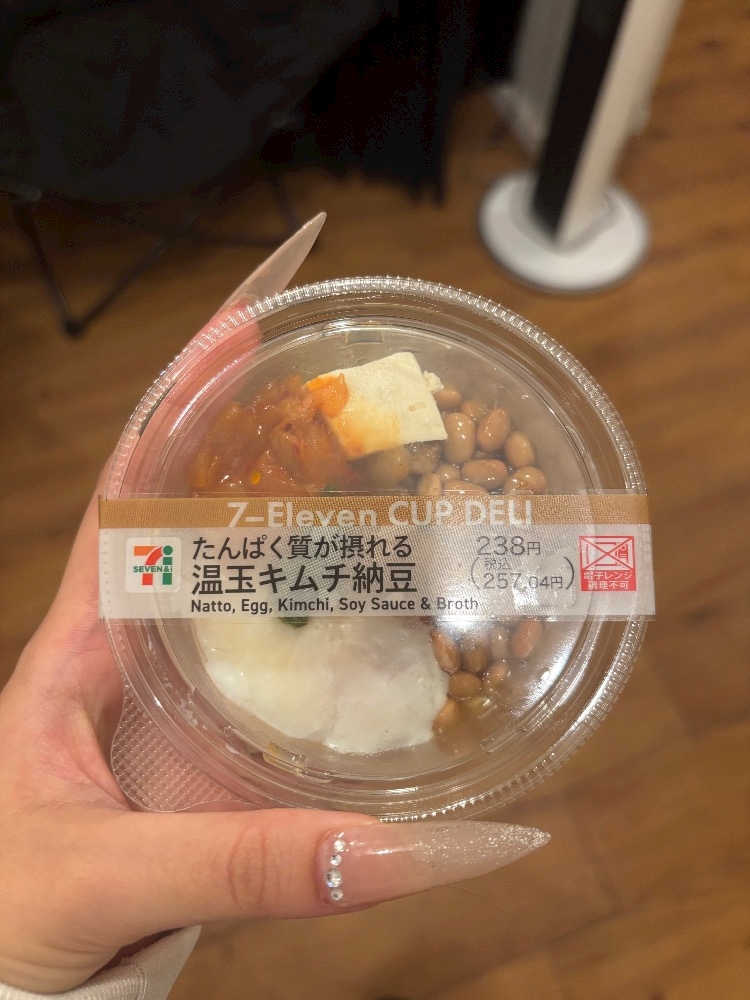 7-Eleven CUP DELI
7i
SEVEN&i
たんぱく質が摂れる
温玉キムチ納豆
Natto, Egg, Kimchi, Soy Sauce & Broth
238円
税込
(257.04円)
電子レンジ
調理不可